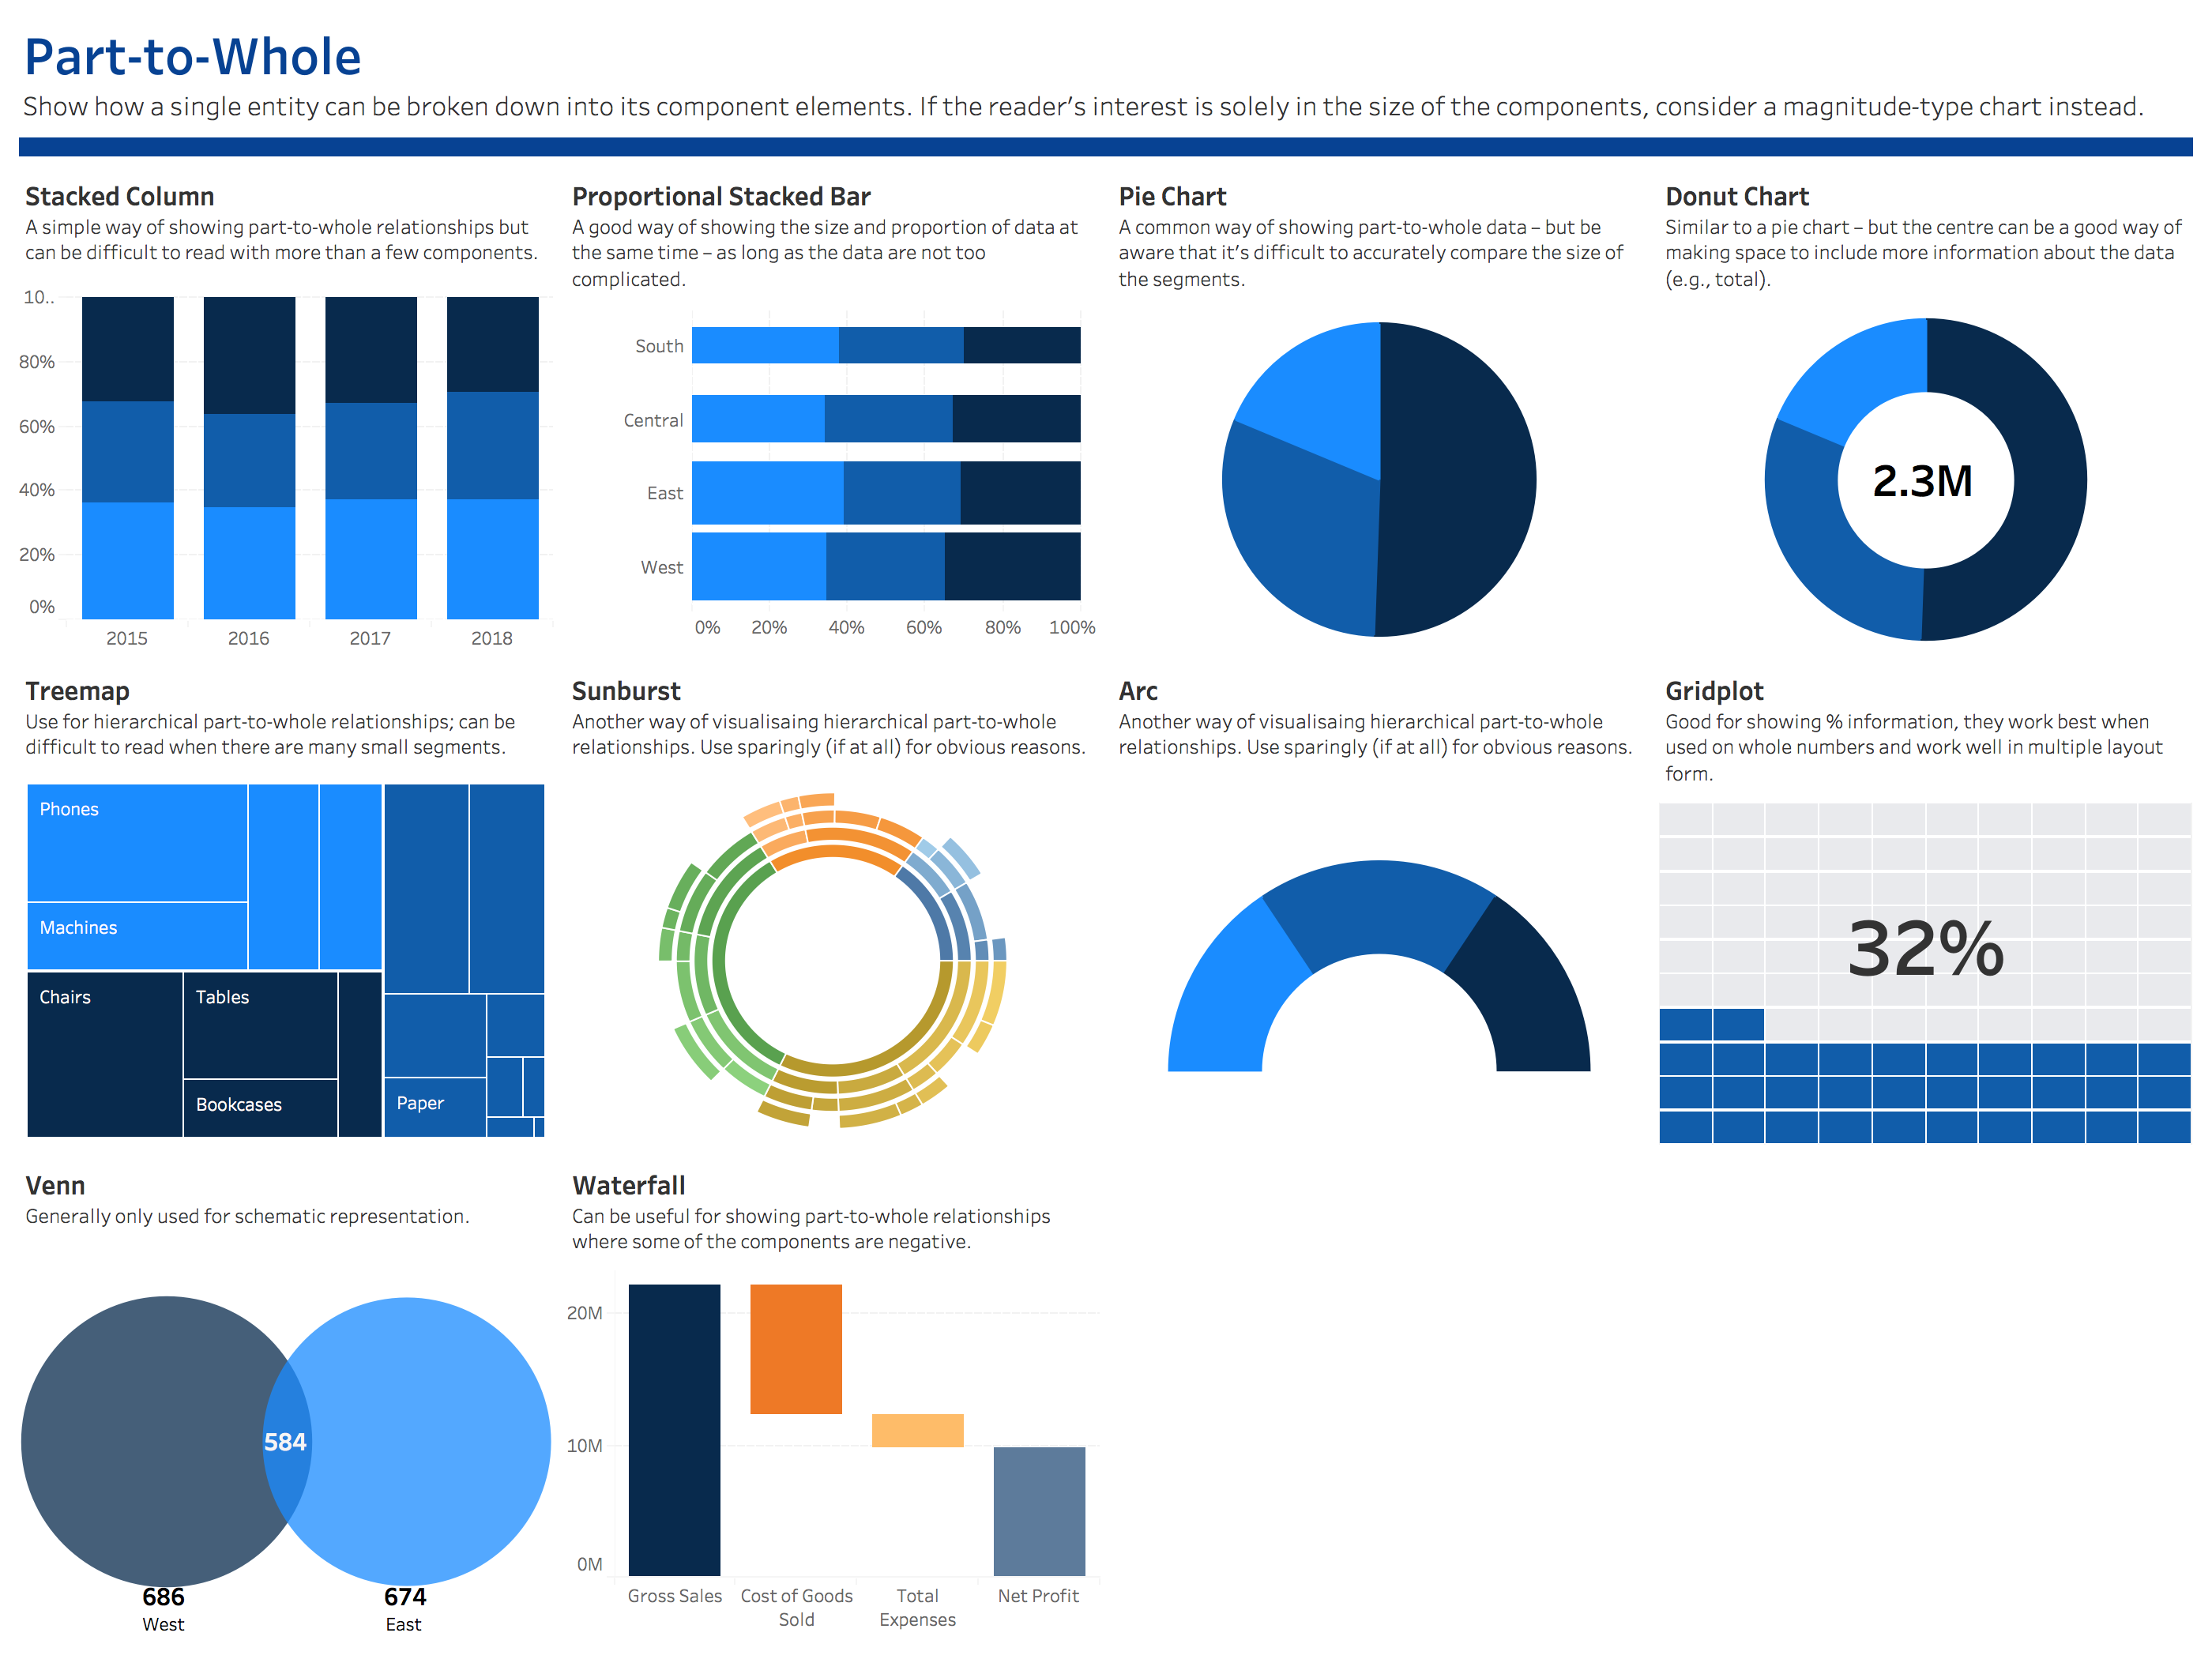 Part-to-Whole
Show how a single entity can be broken down into its component elements. If the reader's interest is solely in the size of the components, consider a magnitude-type chart instead.
Stacked Column
A simple way of showing part-to-whole relationships but
can be difficult to read with more than a few components.
10..
80%
60%
40%
20%
0%
2015 2016 2017 2018
Proportional Stacked Bar
A good way of showing the size and proportion of data at
the same time – as long as the data are not too
complicated.
South
Central
East
West
0% 20% 40% 60% 80% 100%
Pie Chart
A common way of showing part-to-whole data – but be
aware that it's difficult to accurately compare the size of
the segments.
Donut Chart
Similar to a pie chart – but the centre can be a good way of
making space to include more information about the data
(e.g., total).
2.3M
Treemap
Use for hierarchical part-to-whole relationships; can be
difficult to read when there are many small segments.
Phones
Machines
Chairs
Tables
Bookcases
Paper
Sunburst
Another way of visualisaing hierarchical part-to-whole
relationships. Use sparingly (if at all) for obvious reasons.
Arc
Another way of visualisaing hierarchical part-to-whole
relationships. Use sparingly (if at all) for obvious reasons.
Gridplot
Good for showing % information, they work best when
used on whole numbers and work well in multiple layout
form.
32%
Venn
Generally only used for schematic representation.
584
686
West
674
East
Waterfall
Can be useful for showing part-to-whole relationships
where some of the components are negative.
20M
10M
0M
Gross Sales
Cost of Goods
Sold
Total
Expenses
Net Profit